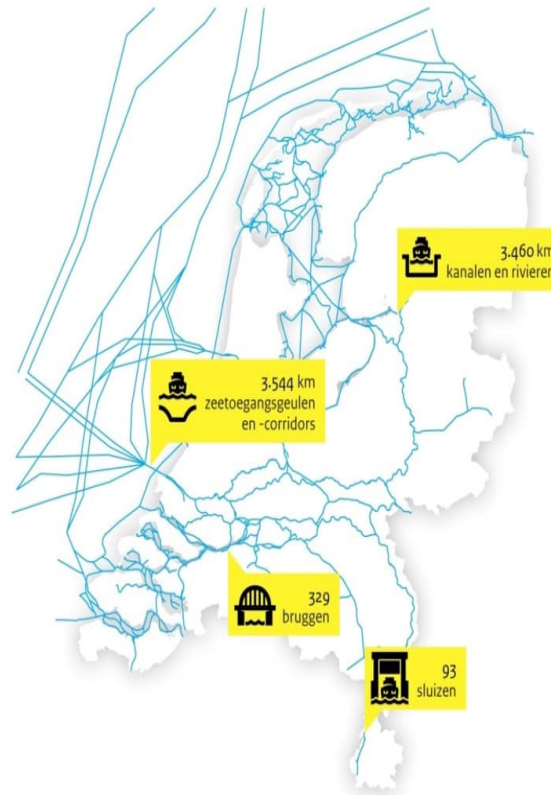 3.460 km
kanalen en rivieren
3.544 km
zeetoegangsgeulen
en -corridors
329
bruggen
93
sluizen